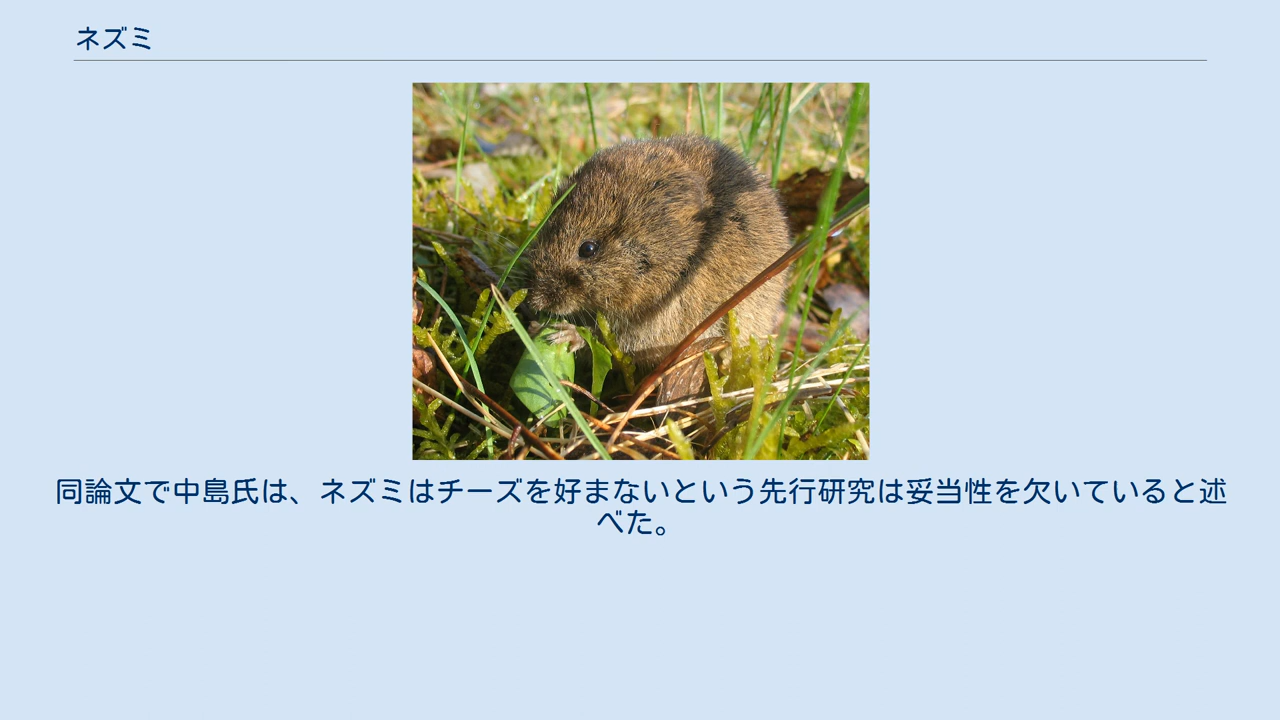 ネズミ
同論文で中島氏は、ネズミはチーズを好まないという先行研究は妥当性を欠いていると述
べた。